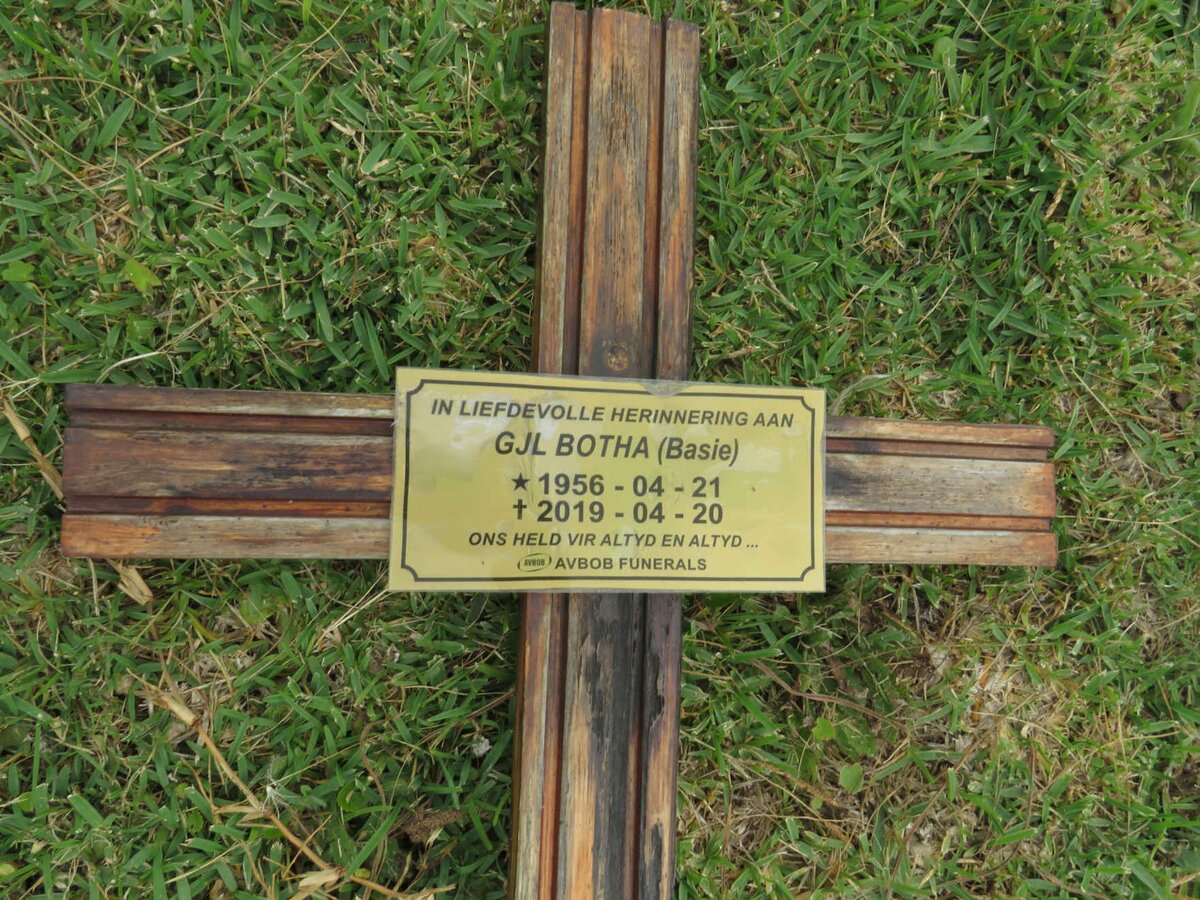 IN LIEFDEVOLLE HERINNERING AAN
GJL BOTHA (Basie)
★ 1956 - 04 - 21
✝ 2019 - 04 - 20
ONS HELD VIR ALTYD EN ALTYD ...
AVBOB AVBOB FUNERALS